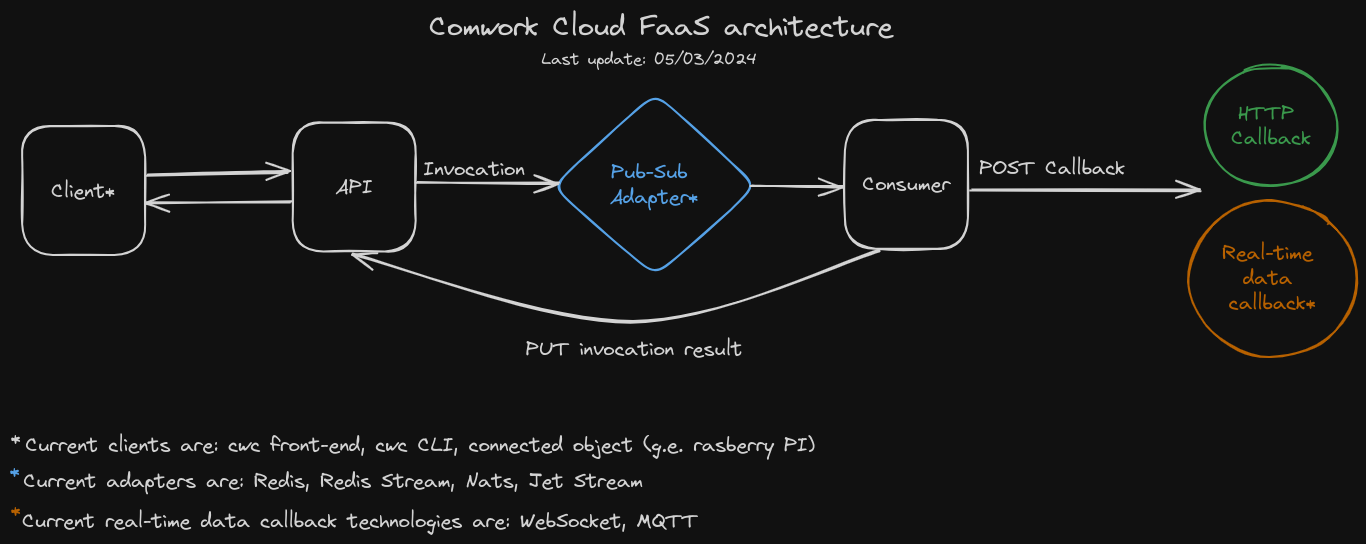 Comwork Cloud FaaS architecture
Last update: 05/03/2024
Client*
API
Invocation
Pub-Sub
Adapter*
Consumer
POST Callback
HTTP
Callback
Real-time
data
callback*
PUT invocation result
*Current clients are: cwc front-end, cwc CLI, connected object (g.e. rasberry PI)
*Current adapters are: Redis, Redis Stream, Nats, Jet Stream
*Current real-time data callback technologies are: WebSocket, MQTT